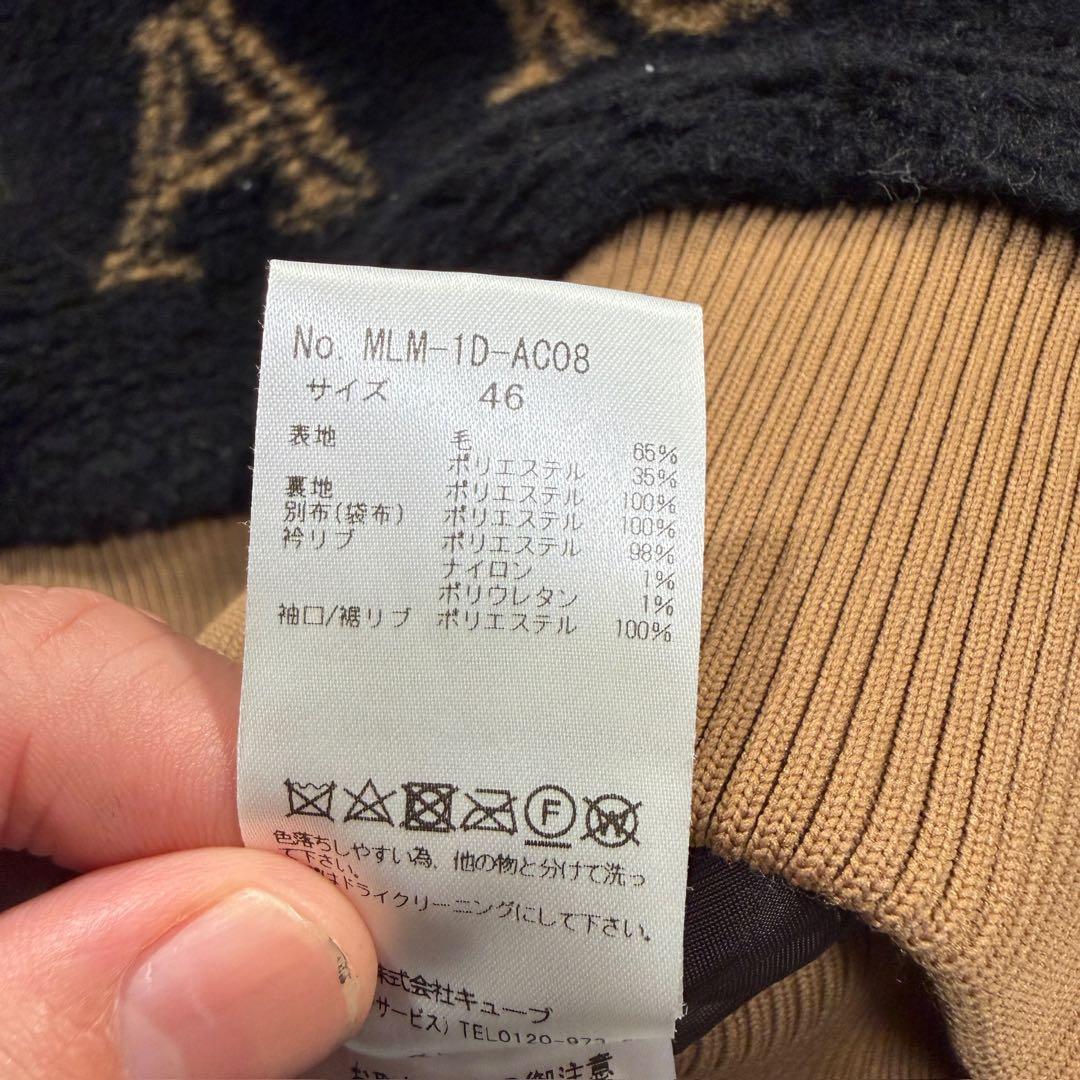 A
No. MLM-1D-AC08
サイズ 46
表地 毛 65%
ポリエステル 35%
裏地 ポリエステル 100%
別布(袋布) ポリエステル 100%
衿リブ ポリエステル 98%
ナイロン 1%
ポリウレタン 1%
袖口/裾リブ ポリエステル 100%
F W
色落ちしやすい為、他の物と分けて洗っ
て下さい。
はドライクリーニングにして下さい。
株式会社キューブ
サービス) TEL0120-973
御注意